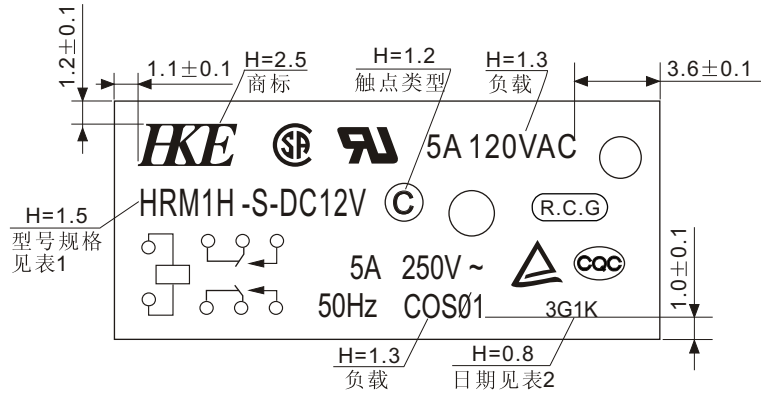 1.2±0.1
1.1±0.1
H=2.5
商标
H=1.2
触点类型
H=1.3
负载
3.6±0.1
HKE
SA
RU
5A 120VAC
HRM1H -S-DC12V
C
R.C.G
H=1.5
型号规格
见表1
5A 250V ~
CQC
50Hz COSØ1
3G1K
1.0±0.1
H=1.3
负载
H=0.8
日期见表2